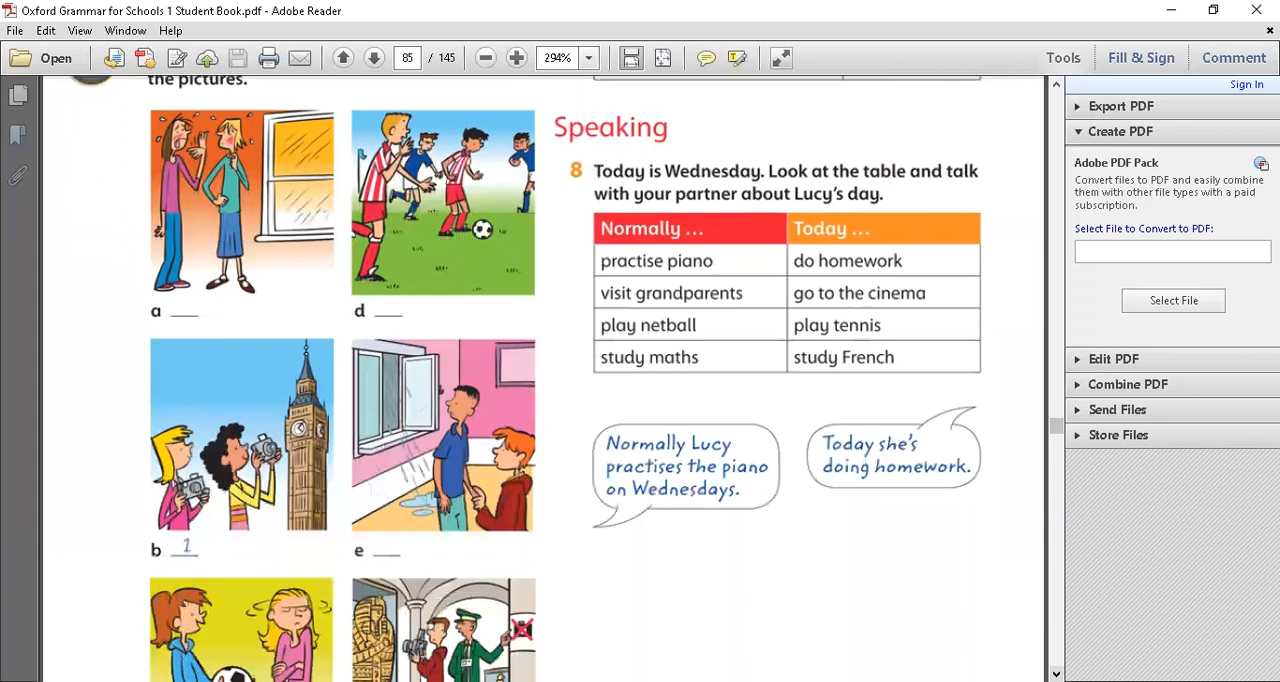 Oxford Grammar for Schools 1 Student Book.pdf - Adobe Reader
File Edit View Window Help
Open 85 / 145 294% Tools Fill & Sign Comment
Sign In
the pictures.
a
d
b 1
e
Speaking
8 Today is Wednesday. Look at the table and talk
with your partner about Lucy's day.
Normally ... Today ...
practise piano do homework
visit grandparents go to the cinema
play netball play tennis
study maths study French
Normally Lucy
practises the piano
on Wednesdays.
Today she's
doing homework.
Export PDF
Create PDF
Adobe PDF Pack
Convert files to PDF and easily combine
them with other file types with a paid
subscription.
Select File to Convert to PDF:
Select File
Edit PDF
Combine PDF
Send Files
Store Files